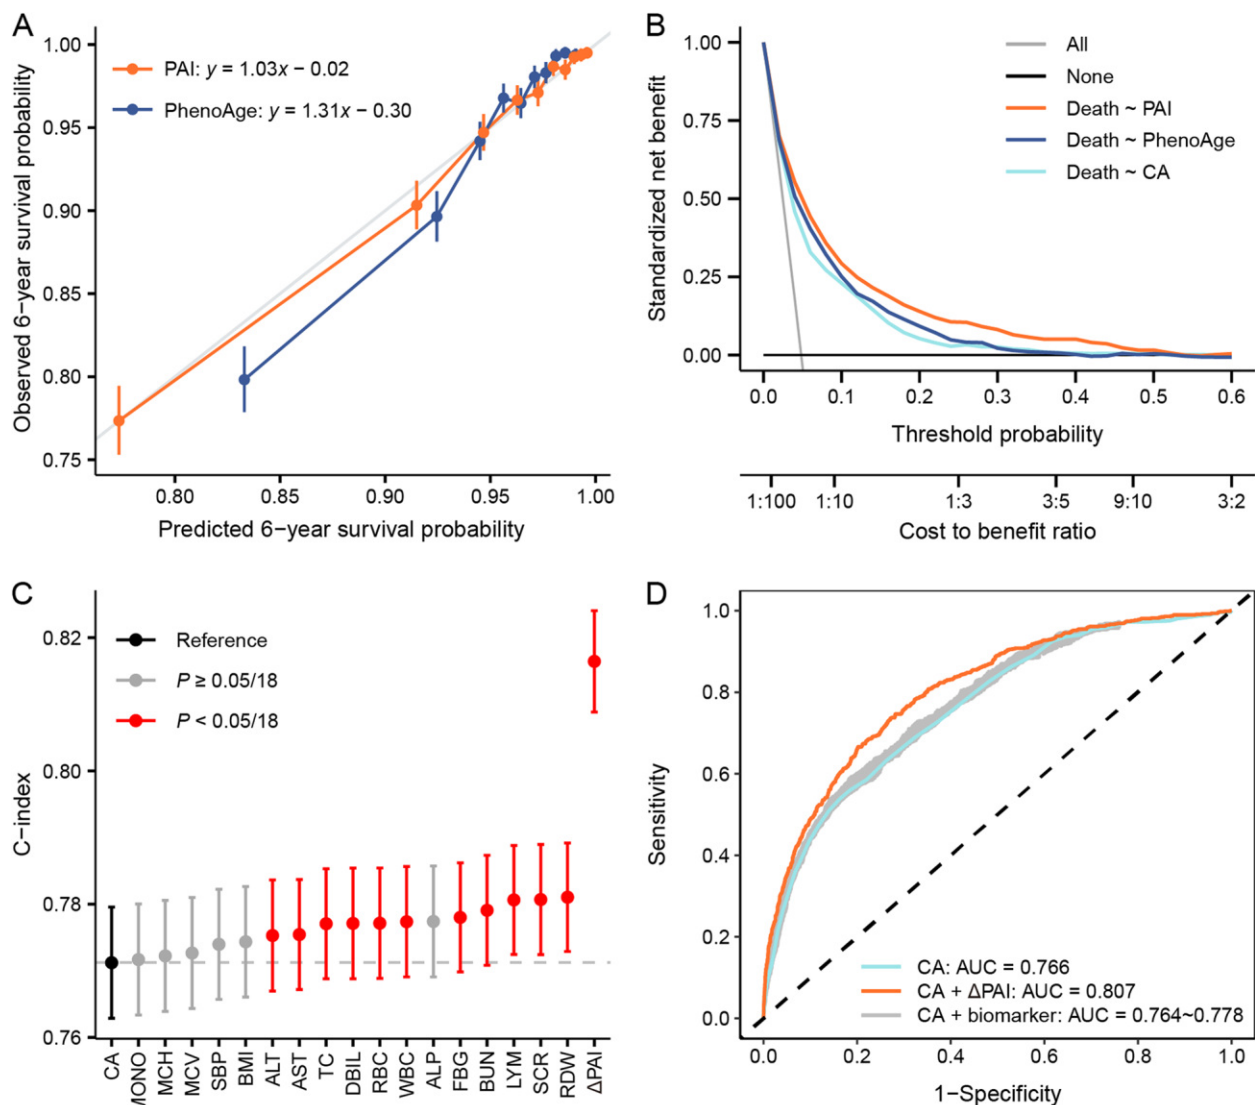 A
Observed 6−year survival probability
1.00
0.95
0.90
0.85
0.80
0.75
PAI: y = 1.03x − 0.02
PhenoAge: y = 1.31x − 0.30
0.80 0.85 0.90 0.95 1.00
Predicted 6−year survival probability
B
Standardized net benefit
1.00
0.75
0.50
0.25
0.00
All
None
Death ~ PAI
Death ~ PhenoAge
Death ~ CA
0.0 0.1 0.2 0.3 0.4 0.5 0.6
Threshold probability
1:100 1:10 1:3 3:5 9:10 3:2
Cost to benefit ratio
C
C−index
0.82
0.80
0.78
0.76
Reference
P ≥ 0.05/18
P < 0.05/18
CA
MONO
MCH
MCV
SBP
BMI
ALT
AST
TC
DBIL
RBC
WBC
ALP
FBG
BUN
LYM
SCR
RDW
ΔPAI
D
Sensitivity
1.0
0.8
0.6
0.4
0.2
0.0
CA: AUC = 0.766
CA + ΔPAI: AUC = 0.807
CA + biomarker: AUC = 0.764~0.778
0.0 0.2 0.4 0.6 0.8 1.0
1−Specificity